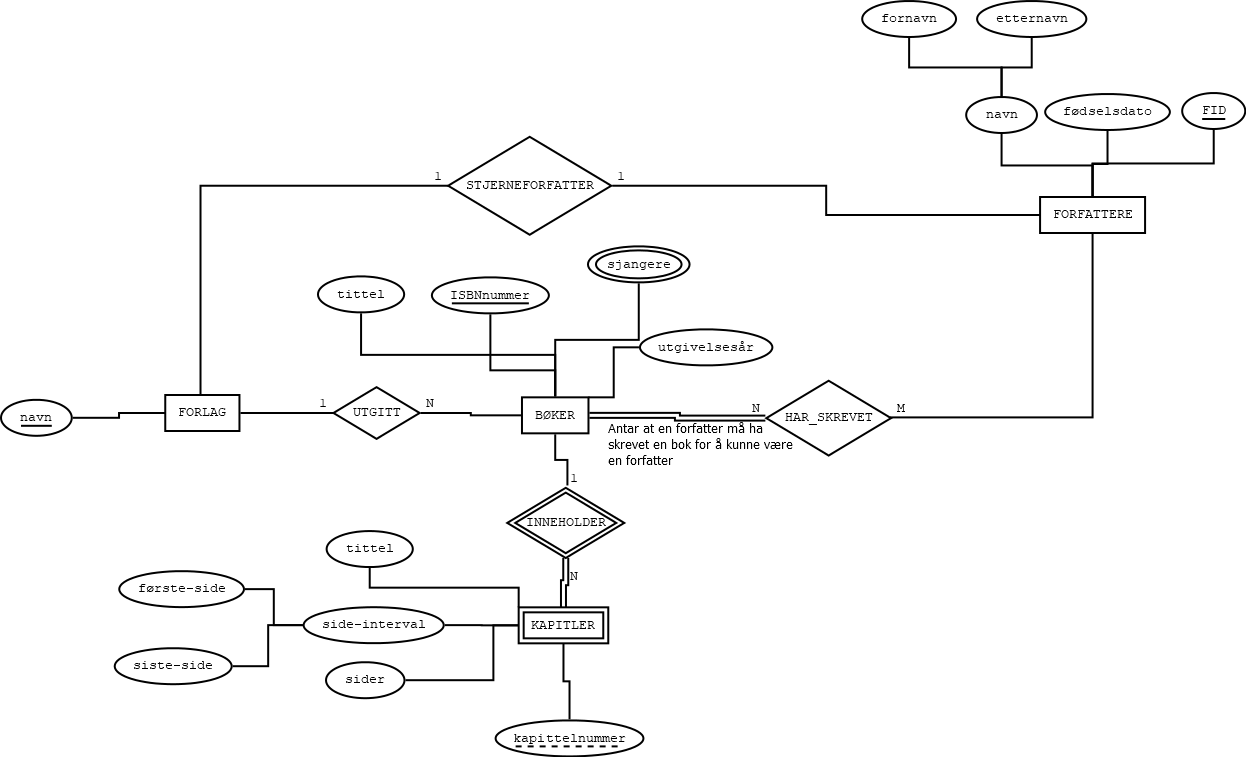 fornavn
etternavn
navn
fødselsdato
FID
1
STJERNEFORFATTER
1
FORFATTERE
sjangere
tittel
ISBNnummer
utgivelsesår
navn
FORLAG
1
UTGITT
N
BØKER
N
HAR_SKREVET
M
Antar at en forfatter må ha
skrevet en bok for å kunne være
en forfatter
1
INNEHOLDER
N
tittel
første-side
side-interval
KAPITLER
siste-side
sider
kapittelnummer